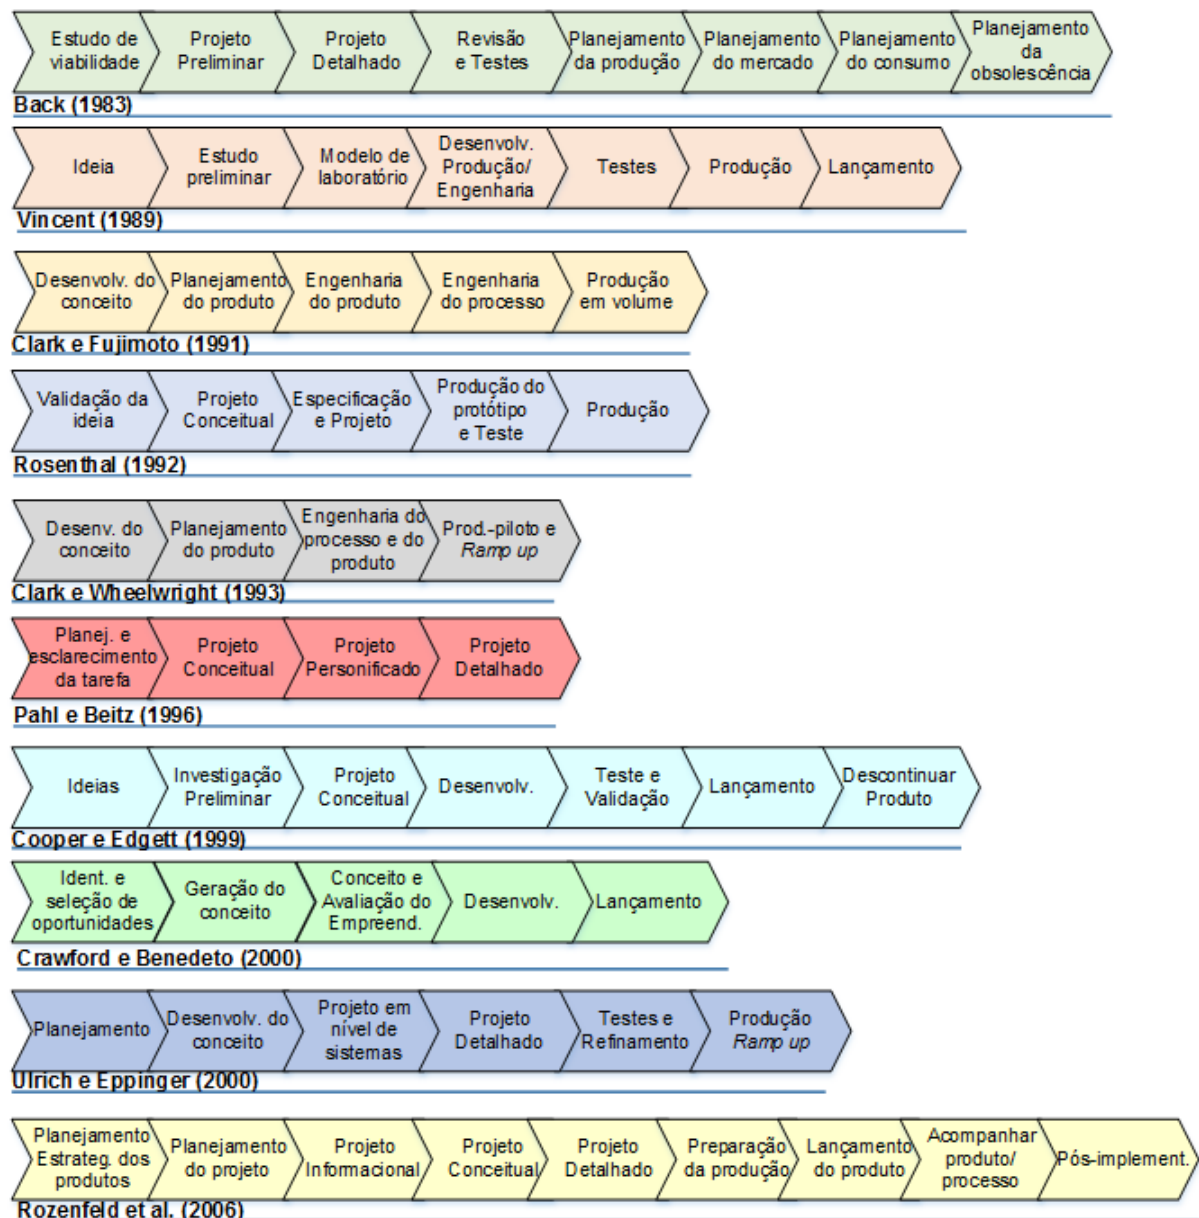 Estudo de
viabilidade
Projeto
Preliminar
Projeto
Detalhado
Revisão
e Testes
Planejamento
da produção
Planejamento
do mercado
Planejamento
do consumo
Planejamento
da
obsolescência
Back (1983)
Ideia
Estudo
preliminar
Modelo de
laboratório
Desenvolv.
Produção/
Engenharia
Testes
Produção
Lançamento
Vincent (1989)
Desenvolv. do
conceito
Planejamento
do produto
Engenharia
do produto
Engenharia
do processo
Produção
em volume
Clark e Fujimoto (1991)
Validação da
ideia
Projeto
Conceitual
Especificação
e Projeto
Produção do
protótipo
e Teste
Produção
Rosenthal (1992)
Desenv. do
conceito
Planejamento
do produto
Engenharia do
processo e do
produto
Prod.-piloto e
Ramp up
Clark e Wheelwright (1993)
Planej. e
esclarecimento
da tarefa
Projeto
Conceitual
Projeto
Personificado
Projeto
Detalhado
Pahl e Beitz (1996)
Ideias
Investigação
Preliminar
Projeto
Conceitual
Desenvolv.
Teste e
Validação
Lançamento
Descontinuar
Produto
Cooper e Edgett (1999)
Ident. e
seleção de
oportunidades
Geração do
conceito
Conceito e
Avaliação do
Empreend.
Desenvolv.
Lançamento
Crawford e Benedeto (2000)
Planejamento
Desenvolv. do
conceito
Projeto em
nível de
sistemas
Projeto
Detalhado
Testes e
Refinamento
Produção
Ramp up
Ulrich e Eppinger (2000)
Planejamento
Estrateg. dos
produtos
Planejamento
do projeto
Projeto
Informacional
Projeto
Conceitual
Projeto
Detalhado
Preparação
da produção
Lançamento
do produto
Acompanhar
produto/
processo
Pós-implement.
Rozenfeld et al. (2006)